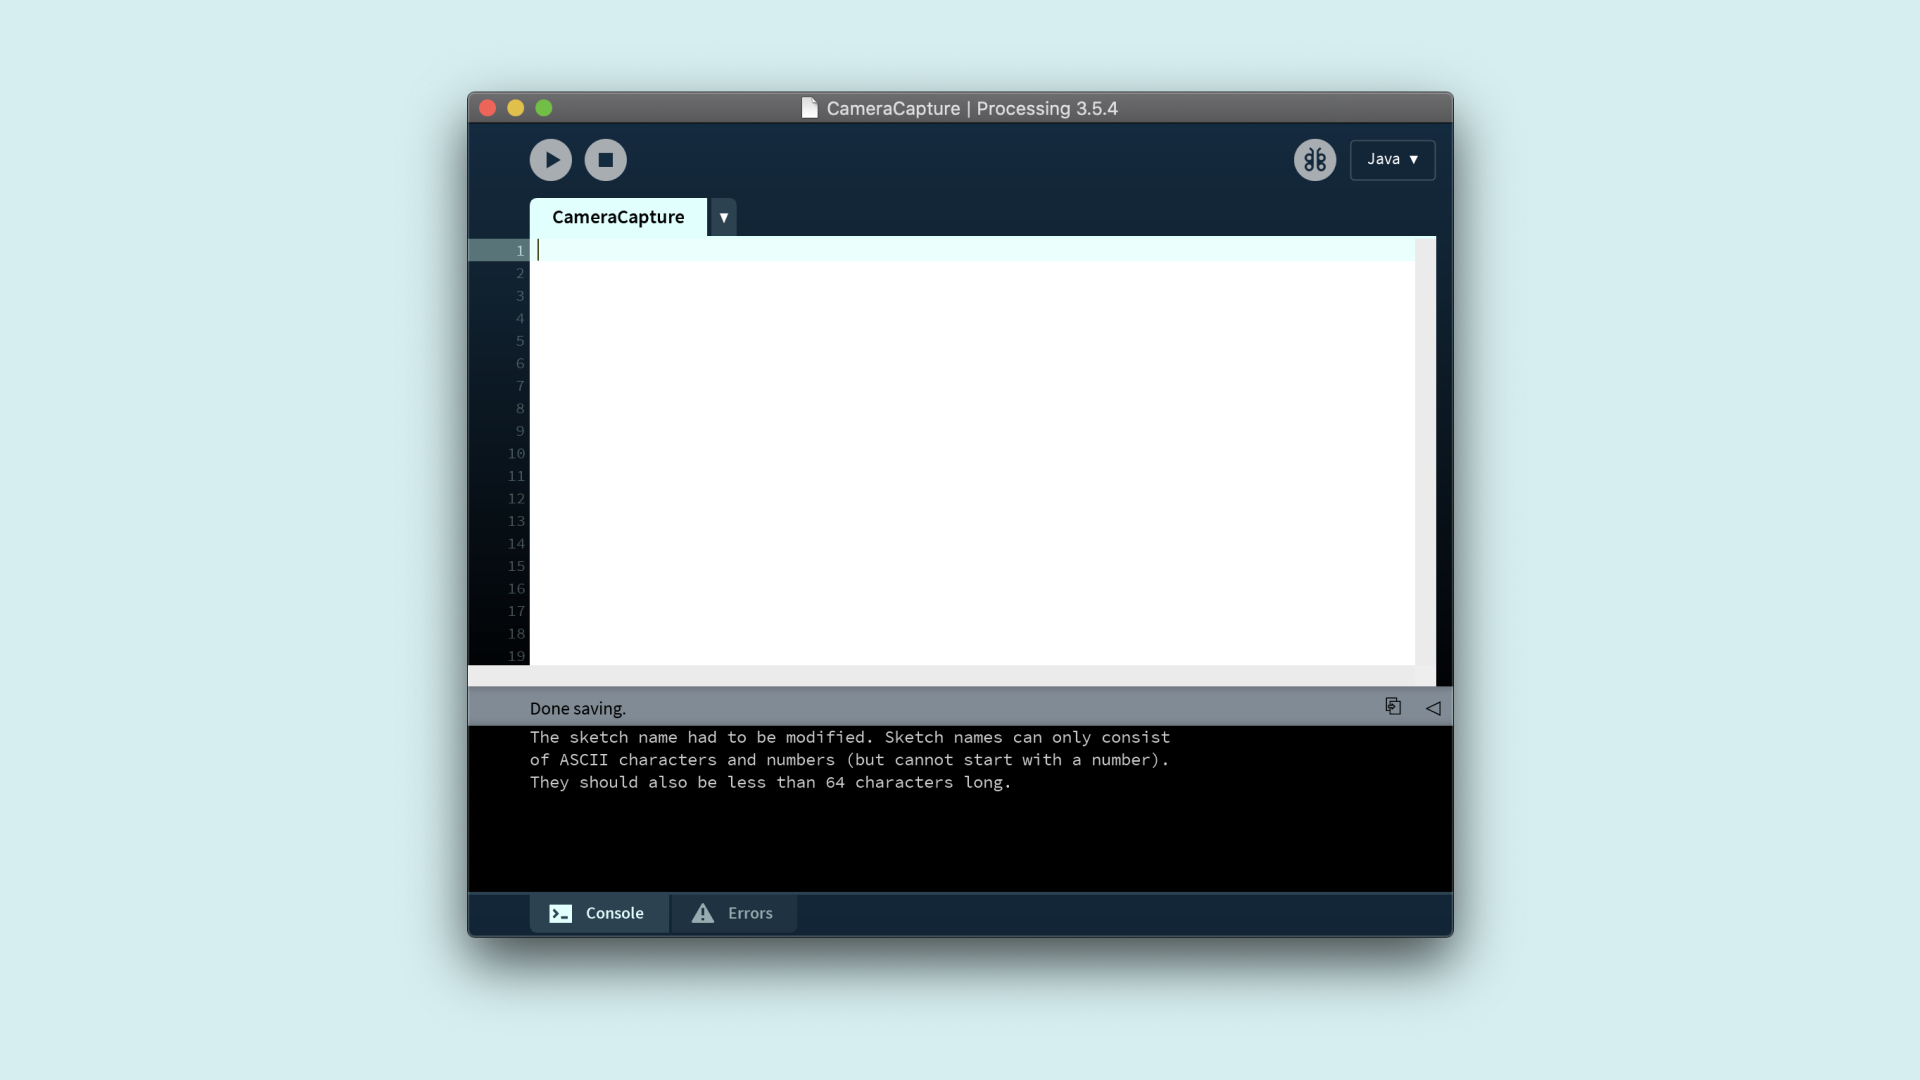 CameraCapture | Processing 3.5.4
Java ▼
CameraCapture ▼
1
2
3
4
5
6
7
8
9
10
11
12
13
14
15
16
17
18
19
Done saving.
The sketch name had to be modified. Sketch names can only consist
of ASCII characters and numbers (but cannot start with a number).
They should also be less than 64 characters long.
Console Errors